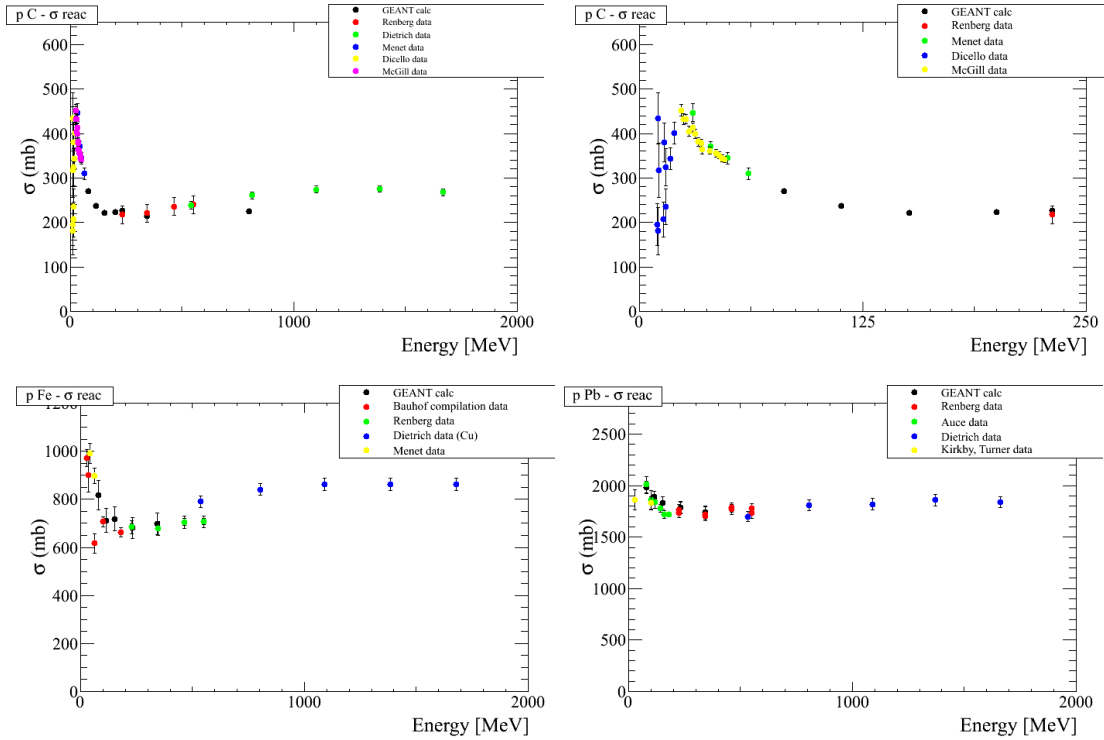 p C - σ reac
GEANT calc
Renberg data
Dietrich data
Menet data
Dicello data
McGill data
σ (mb)
600
500
400
300
200
100
0
0
1000
2000
Energy [MeV]
p C - σ reac
GEANT calc
Renberg data
Menet data
Dicello data
McGill data
σ (mb)
600
500
400
300
200
100
0
0
125
250
Energy [MeV]
p Fe - σ reac
GEANT calc
Bauhof compilation data
Renberg data
Dietrich data (Cu)
Menet data
σ (mb)
1200
1000
800
600
400
200
0
0
1000
2000
Energy [MeV]
p Pb - σ reac
GEANT calc
Renberg data
Auce data
Dietrich data
Kirkby, Turner data
σ (mb)
2500
2000
1500
1000
500
0
0
1000
2000
Energy [MeV]